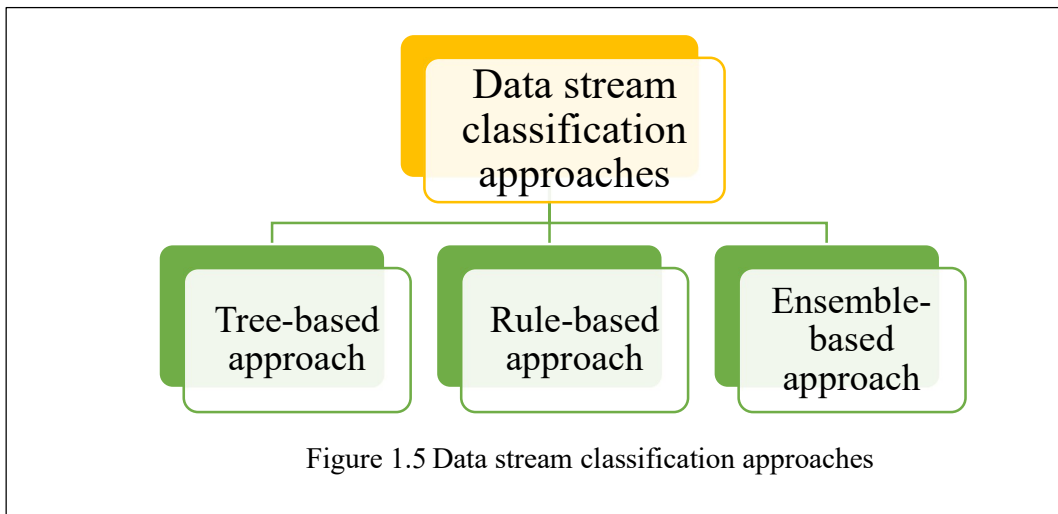 Data stream
classification
approaches
Tree-based
approach
Rule-based
approach
Ensemble-
based
approach
Figure 1.5 Data stream classification approaches